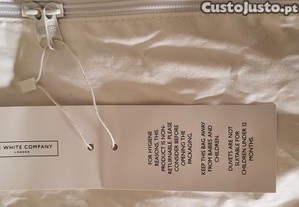 CustoJusto.pt
E WHITE COMPANY
LONDON
FOR HYGIENE
REASONS, THIS
PRODUCT IS NON-
RETURNABLE. PLEASE
CONSIDER BEFORE
OPENING THE
PACKAGING.
KEEP THIS BAG AWAY
FROM BABIES AND
CHILDREN.
DUVETS ARE NOT
SUITABLE FOR
CHILDREN UNDER 12
MONTHS.